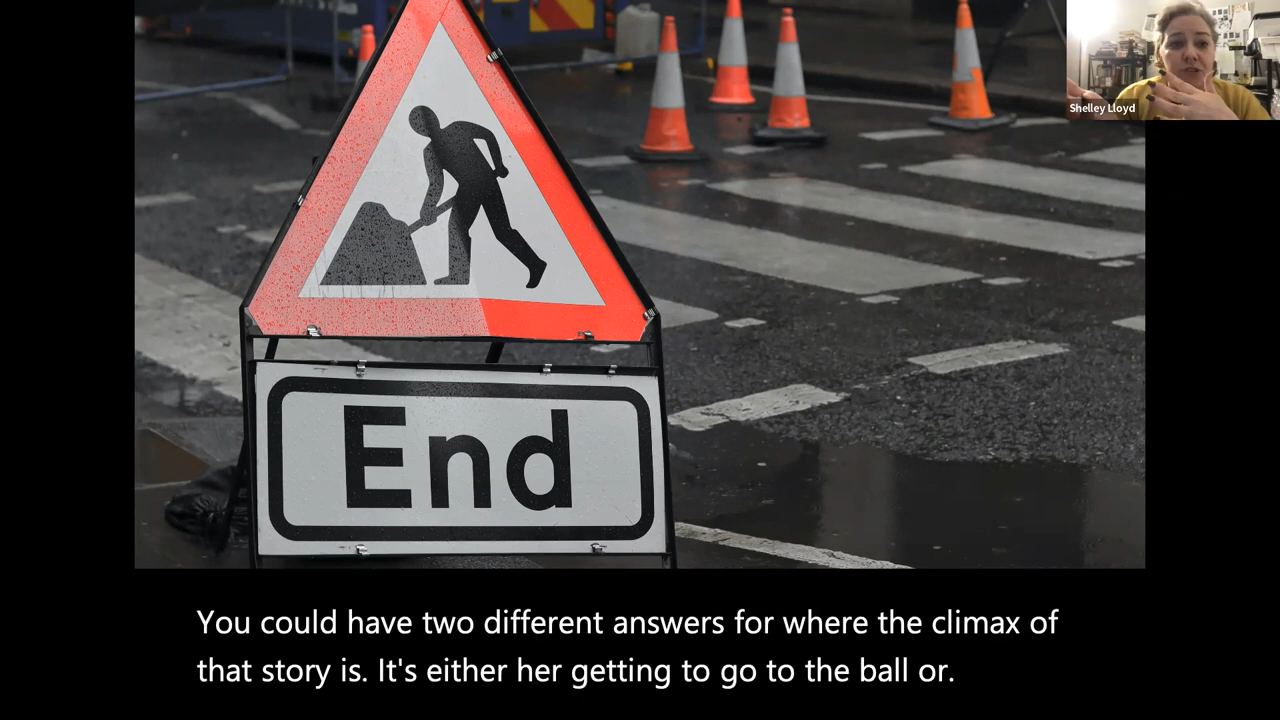 Shelley Lloyd
End
You could have two different answers for where the climax of
that story is. It's either her getting to go to the ball or.